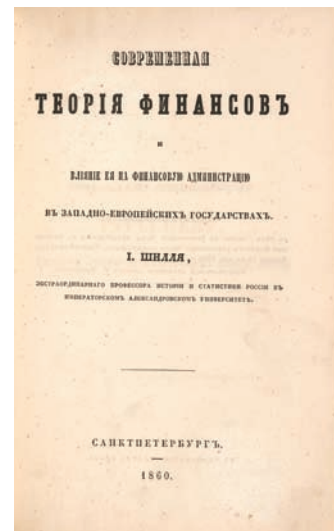 СОВРЕМЕННАЯ
ТЕОРІЯ ФИНАНСОВЪ
И
ВЛІЯНІЕ ЕЯ НА ФИНАНСОВУЮ АДМИНИСТРАЦІЮ
ВЪ ЗАПАДНО-ЕВРОПЕЙСКИХЪ ГОСУДАРСТВАХЪ.
І. ШИЛЛЯ,
ЭКСТРАОРДИНАРНАГО ПРОФЕССОРА ИСТОРІИ И СТАТИСТИКИ РОССІИ ВЪ
ИМПЕРАТОРСКОМЪ АЛЕКСАНДРОВСКОМЪ УНИВЕРСИТЕТѢ.
САНКТПЕТЕРБУРГЪ.
1860.